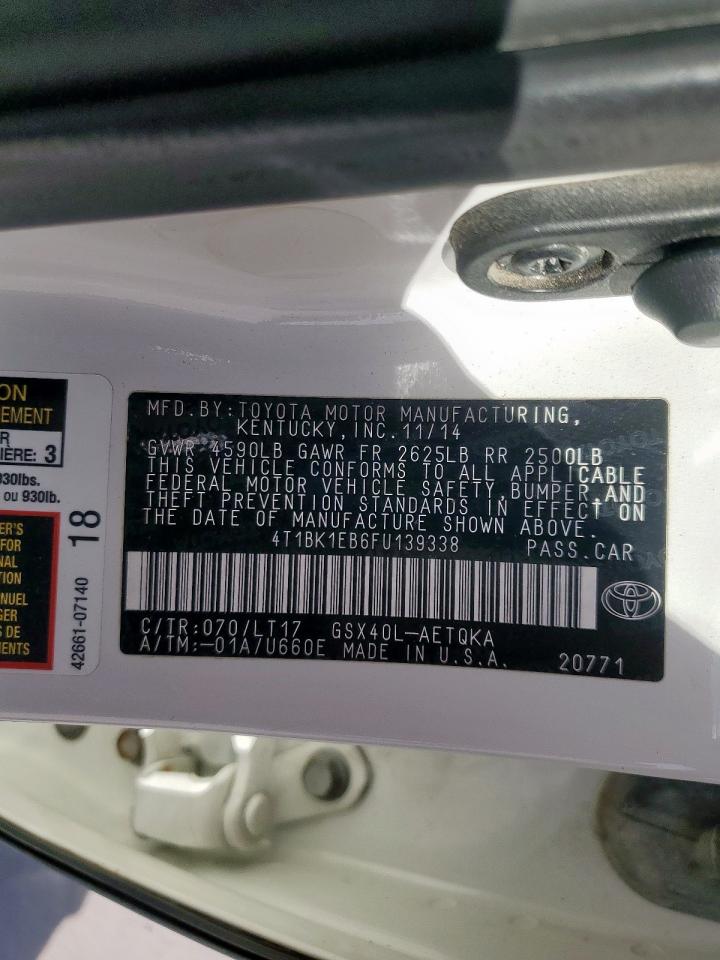 ON
EMENT
R
IÈRE: 3
930lbs.
ou 930lb.
18
ER'S
FOR
NAL
TION
NUEL
GER
S DE
MENTS
42661-07140
MFD.BY:TOYOTA MOTOR MANUFACTURING,
KENTUCKY,INC.11/14
GVWR 4590LB GAWR FR 2625LB RR 2500LB
THIS VEHICLE CONFORMS TO ALL APPLICABLE
FEDERAL MOTOR VEHICLE SAFETY,BUMPER,AND
THEFT PREVENTION STANDARDS IN EFFECT ON
THE DATE OF MANUFACTURE SHOWN ABOVE.
4T1BK1EB6FU139338 PASS.CAR
C/TR:070/LT17 GSX40L-AETQKA
A/TM:-01A/U660E MADE IN U.S.A. 20771